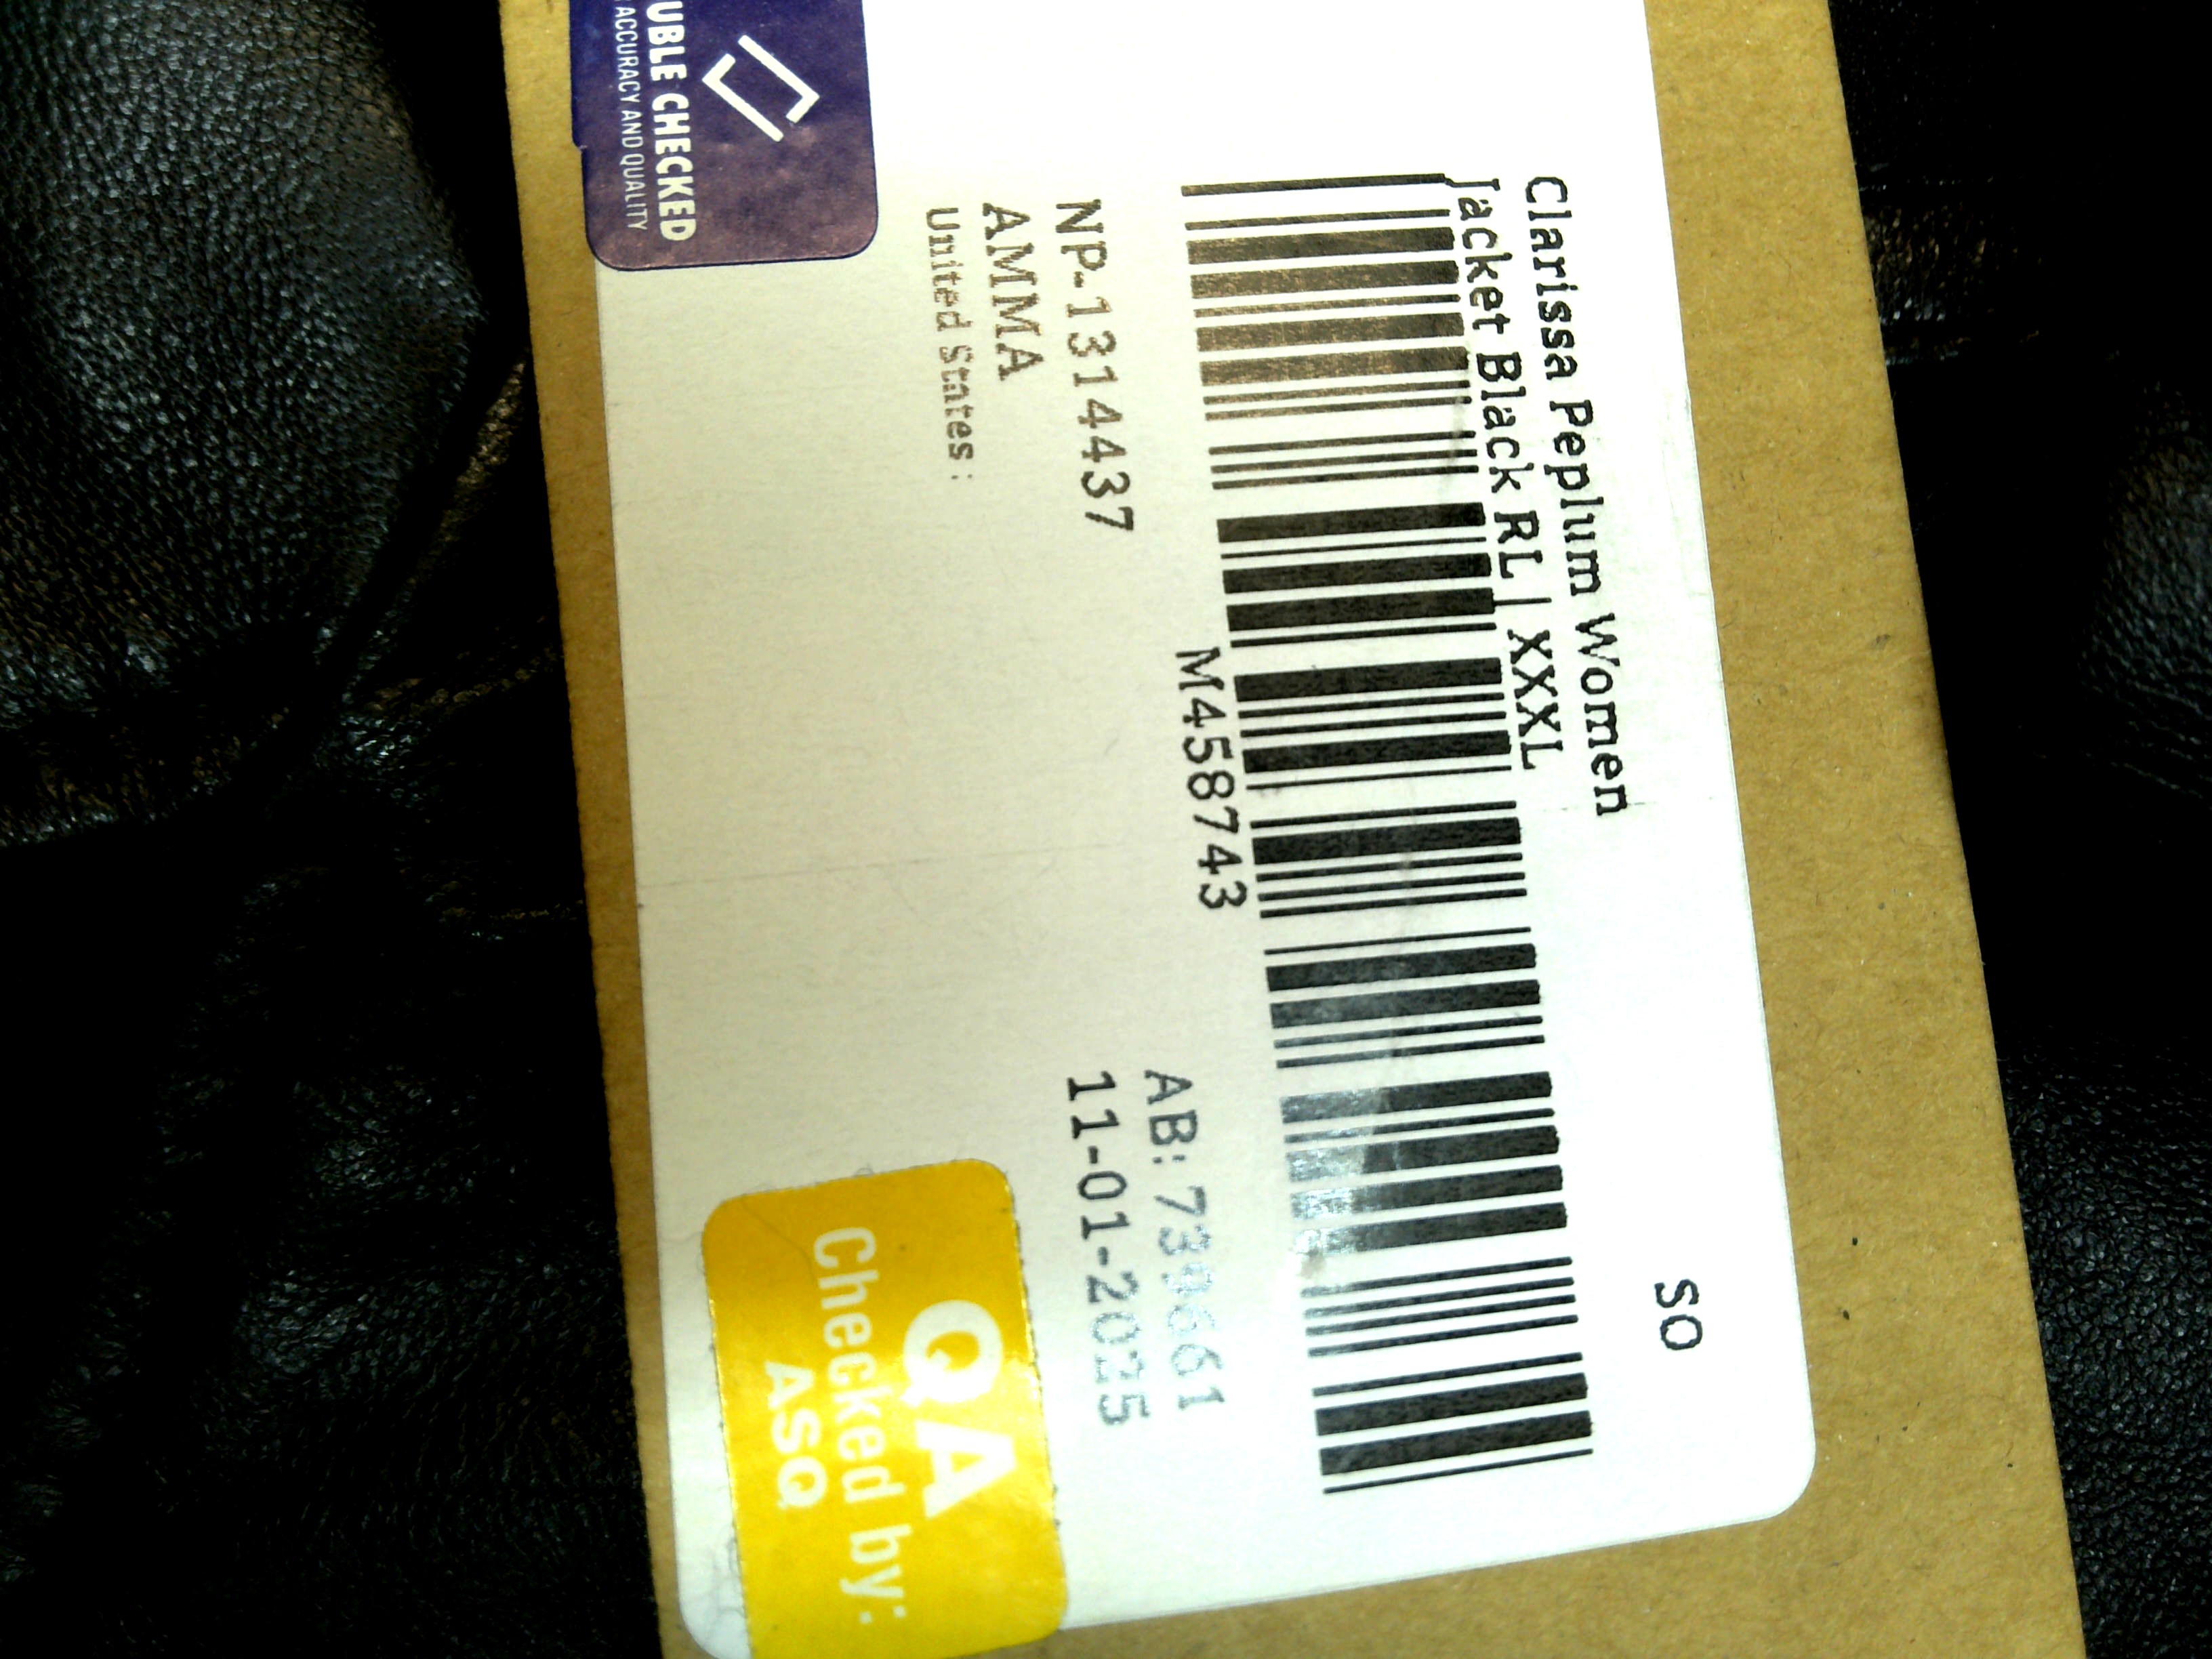 SO
Clarissa Peplum Women
Jacket Black RL | XXXL
M458743
NP-1314437
AMMA
United States:
AB: 739661
11-01-2025
UBLE CHECKED
ACCURACY AND QUALITY
QA
Checked by:
ASQ